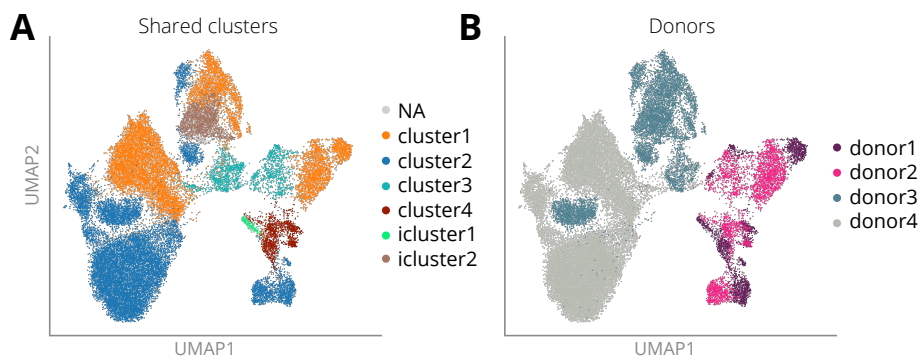 A
Shared clusters
UMAP2
UMAP1
NA
cluster1
cluster2
cluster3
cluster4
icluster1
icluster2
B
Donors
UMAP1
donor1
donor2
donor3
donor4